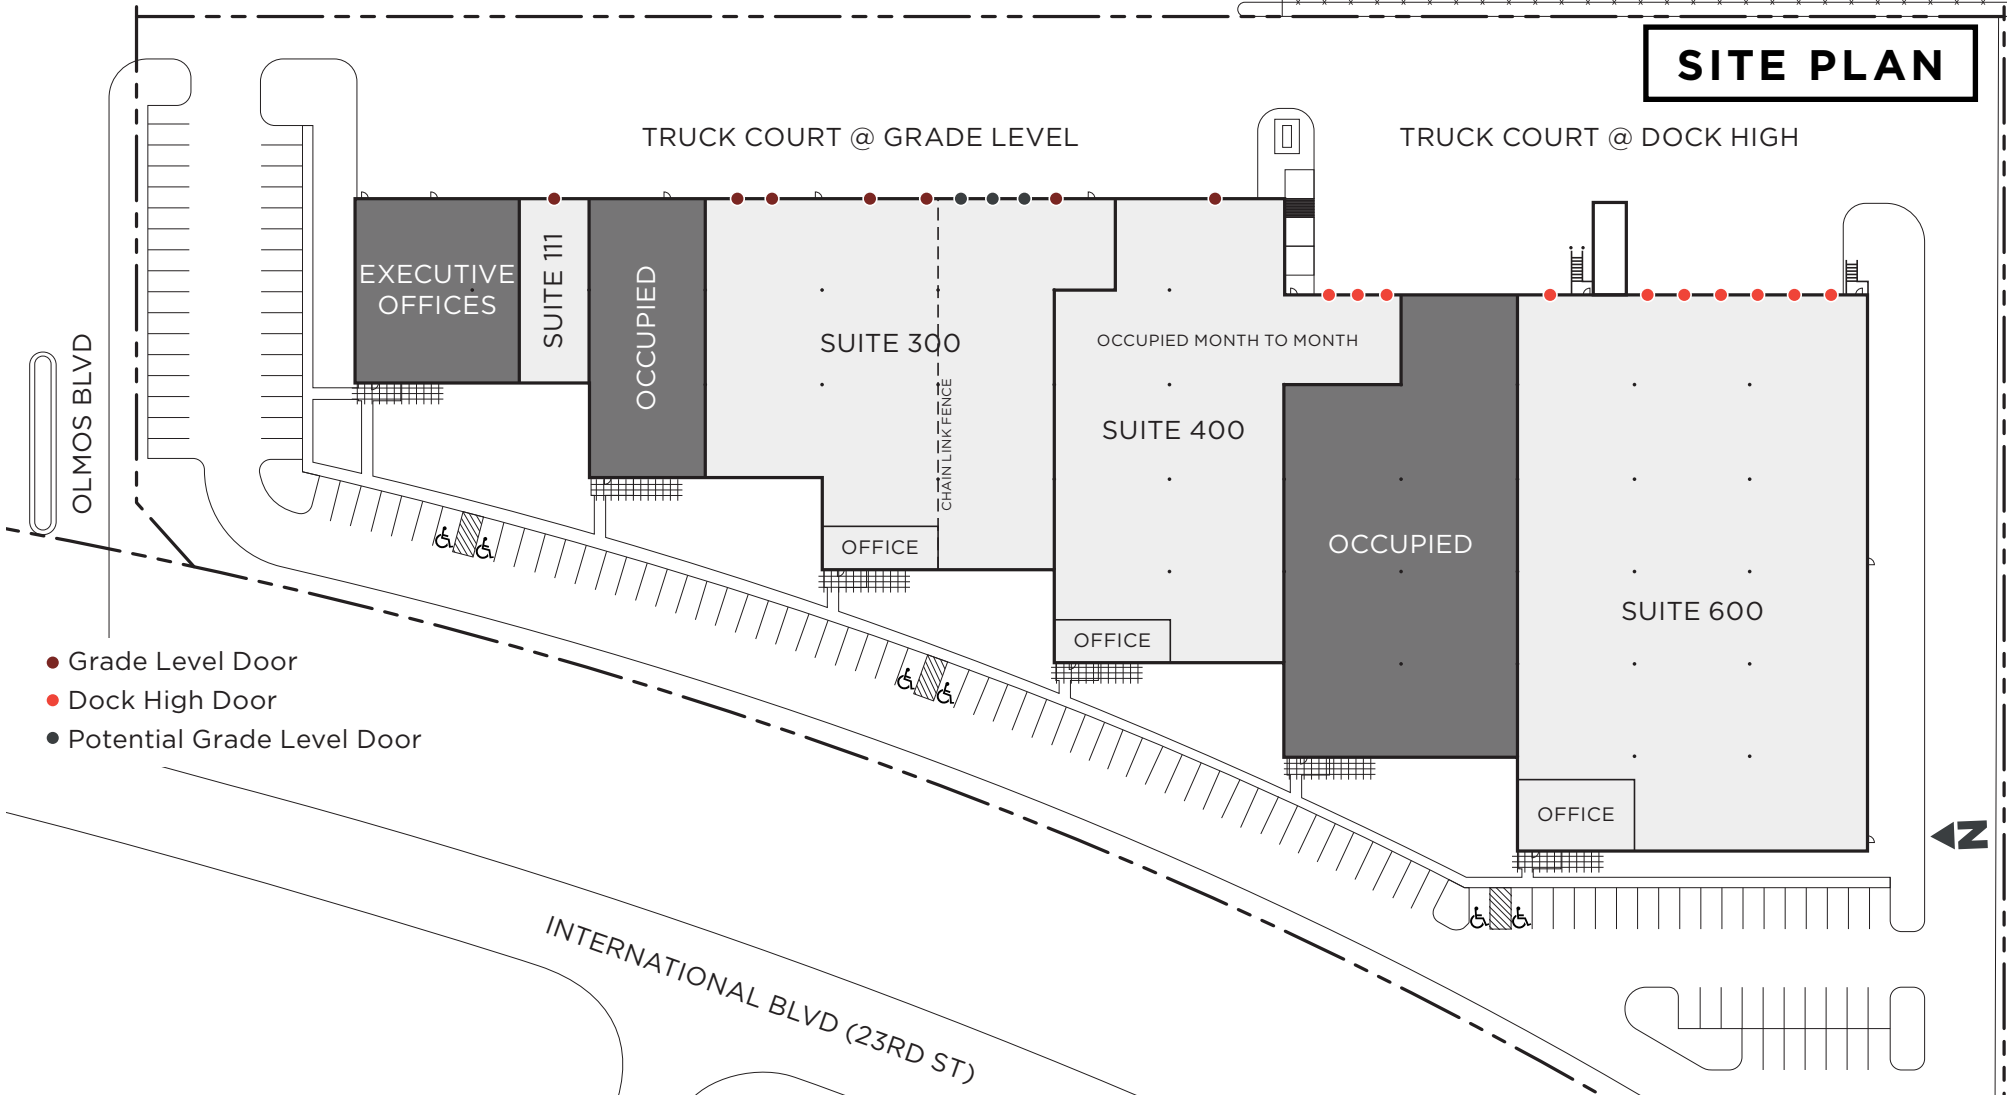 SITE PLAN
TRUCK COURT @ GRADE LEVEL
TRUCK COURT @ DOCK HIGH
EXECUTIVE
OFFICES
SUITE 111
OCCUPIED
SUITE 300
CHAIN LINK FENCE
OFFICE
OCCUPIED MONTH TO MONTH
SUITE 400
OFFICE
OCCUPIED
SUITE 600
OFFICE
OLMOS BLVD
Grade Level Door
Dock High Door
Potential Grade Level Door
N
INTERNATIONAL BLVD (23RD ST)